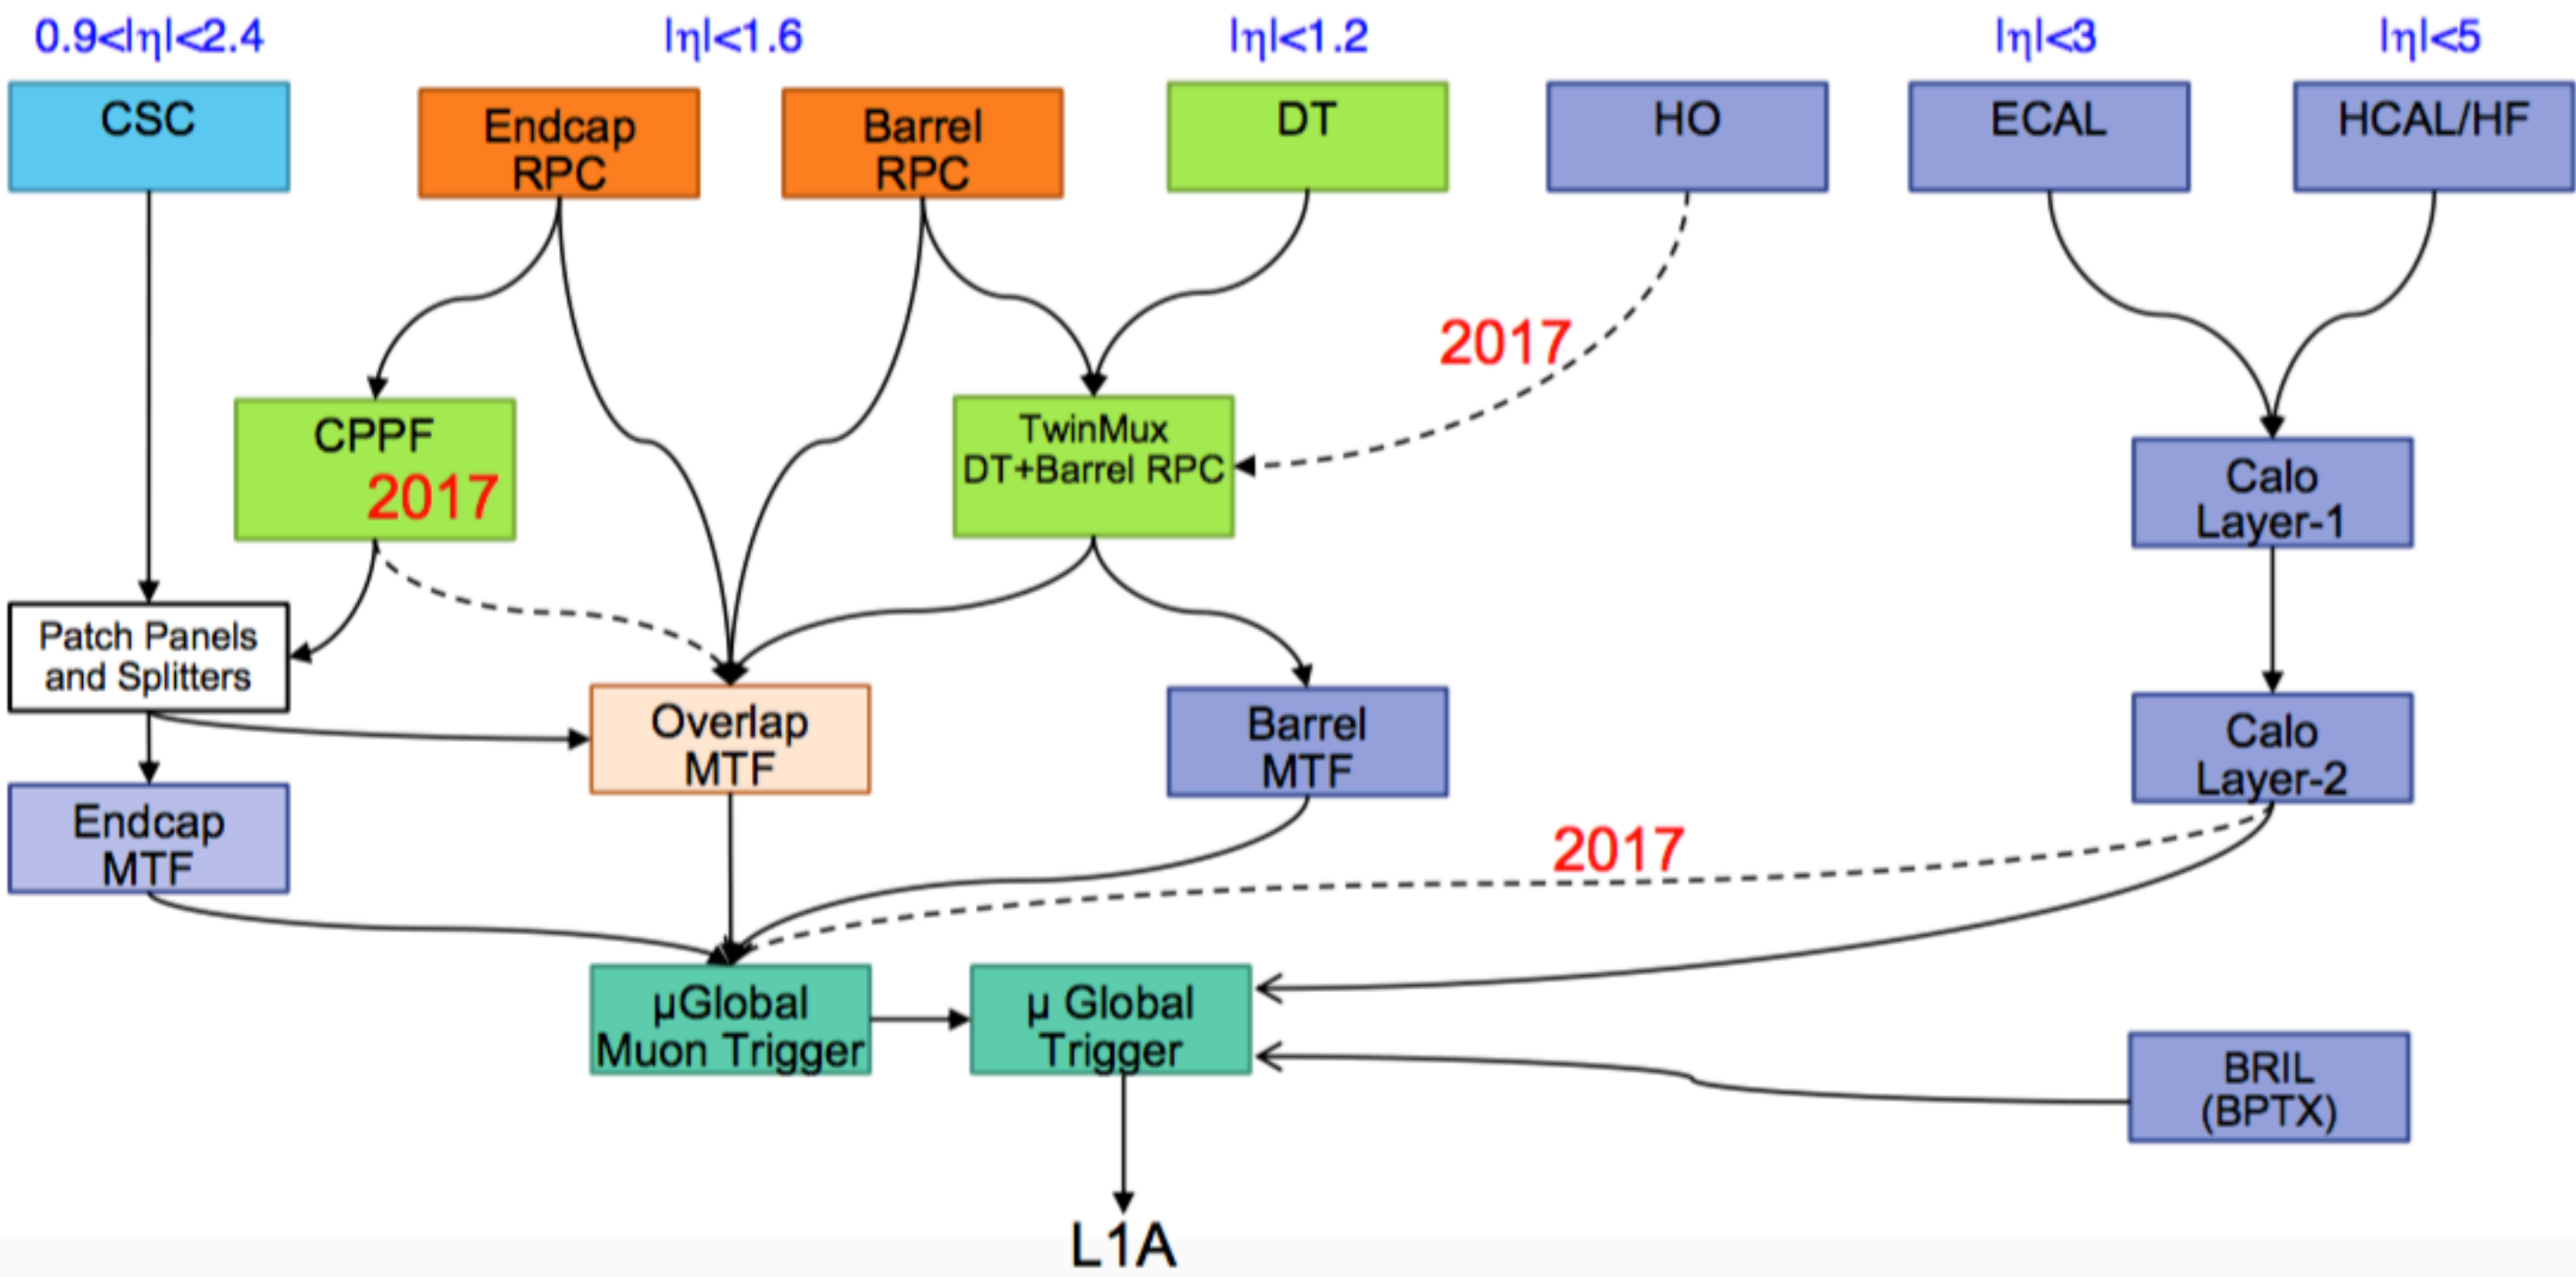 0.9<|η|<2.4
|η|<1.6
|η|<1.2
|η|<3
|η|<5
CSC
Endcap
RPC
Barrel
RPC
DT
HO
ECAL
HCAL/HF
2017
CPPF
2017
TwinMux
DT+Barrel RPC
Calo
Layer-1
Patch Panels
and Splitters
Overlap
MTF
Barrel
MTF
Calo
Layer-2
Endcap
MTF
2017
μGlobal
Muon Trigger
μ Global
Trigger
BRIL
(BPTX)
L1A